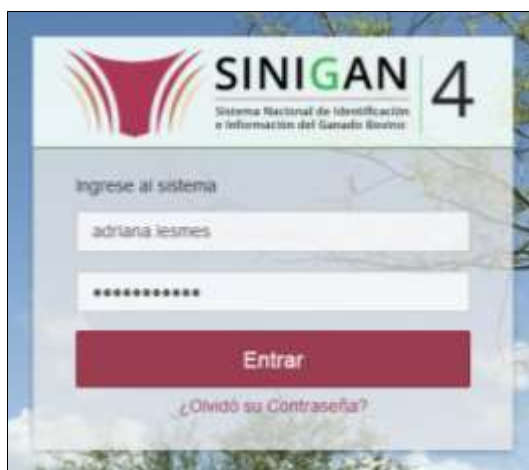 SINIGAN 4
Sistema Nacional de Identificación
e Información del Ganado Bovino
Ingrese al sistema
adriana lesmes
•••••••••••
Entrar
¿Olvidó su Contraseña?